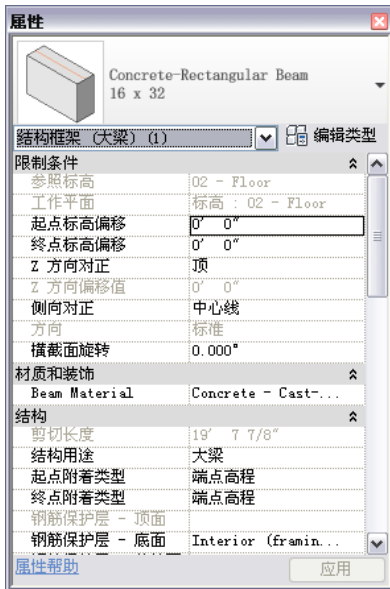 属性
Concrete-Rectangular Beam
16 x 32
结构框架 (大梁) (1)
编辑类型
限制条件
参照标高 02 - Floor
工作平面 标高 : 02 - Floor
起点标高偏移 0' 0"
终点标高偏移 0' 0"
Z 方向对正 顶
Z 方向偏移值 0' 0"
侧向对正 中心线
方向 标准
横截面旋转 0.000°
材质和装饰
Beam Material Concrete - Cast-...
结构
剪切长度 19' 7 7/8"
结构用途 大梁
起点附着类型 端点高程
终点附着类型 端点高程
钢筋保护层 - 顶面
钢筋保护层 - 底面 Interior (framin...
属性帮助
应用